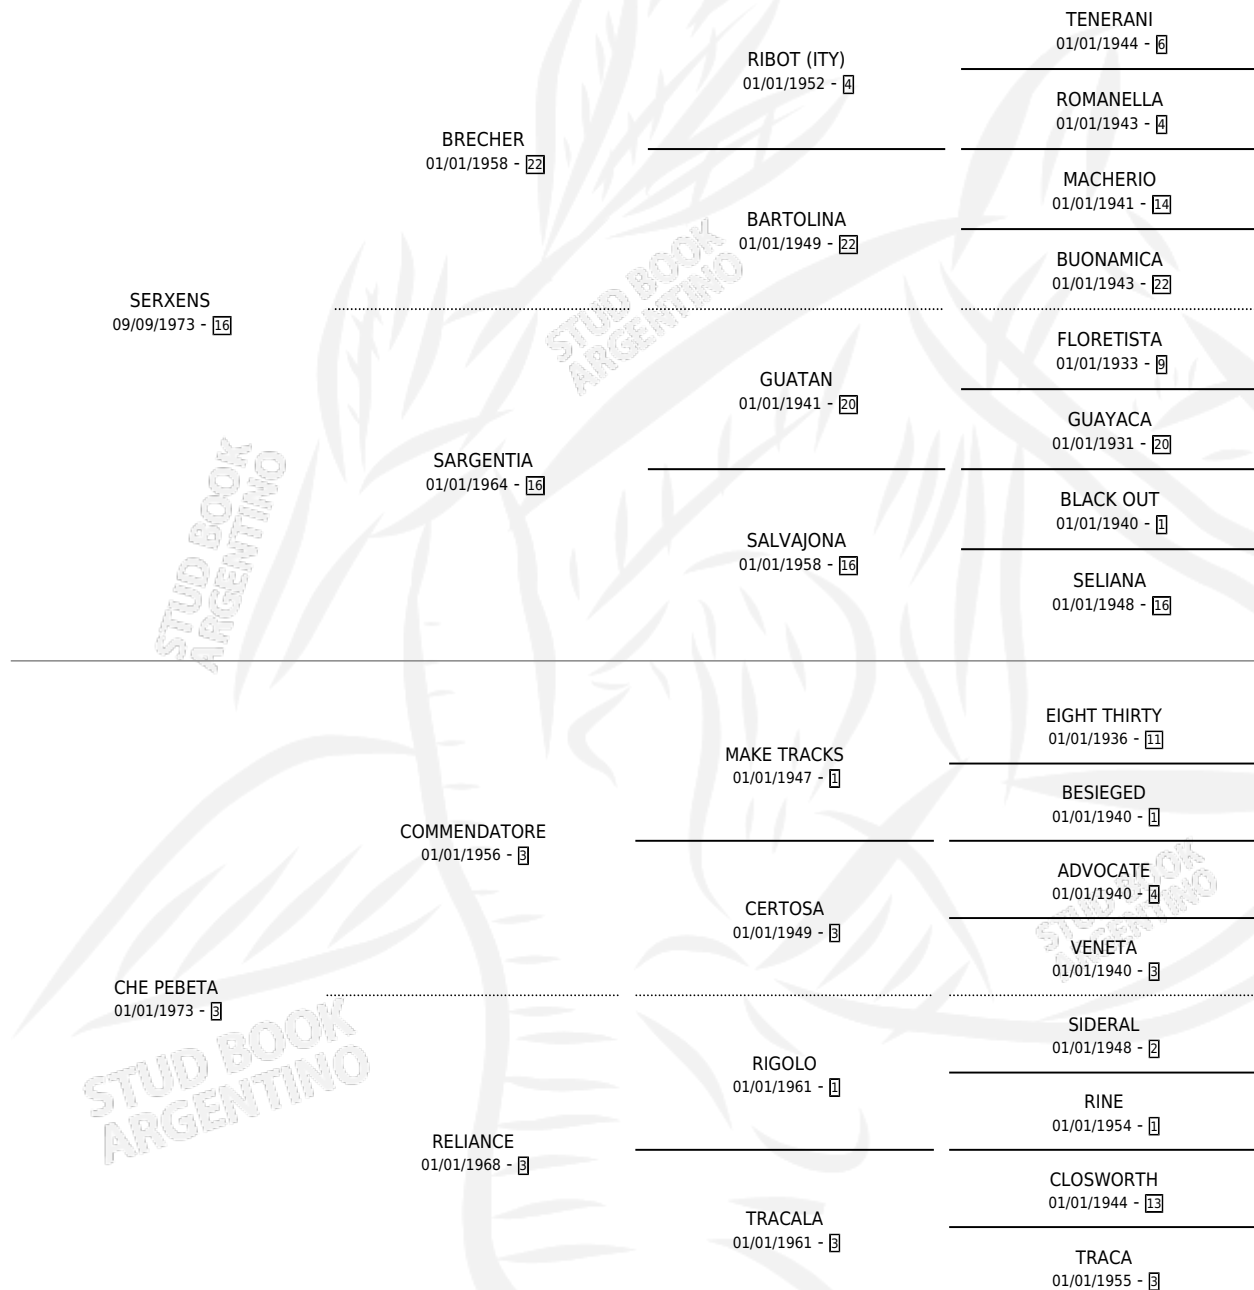 TENERANI
01/01/1944 - 6
RIBOT (ITY)
01/01/1952 - 4
ROMANELLA
01/01/1943 - 4
BRECHER
01/01/1958 - 22
MACHERIO
01/01/1941 - 14
BARTOLINA
01/01/1949 - 22
BUONAMICA
01/01/1943 - 22
SERXENS
09/09/1973 - 16
FLORETISTA
01/01/1933 - 9
GUATAN
01/01/1941 - 20
GUAYACA
01/01/1931 - 20
SARGENTIA
01/01/1964 - 16
BLACK OUT
01/01/1940 - 1
SALVAJONA
01/01/1958 - 16
SELIANA
01/01/1948 - 16
EIGHT THIRTY
01/01/1936 - 11
MAKE TRACKS
01/01/1947 - 1
BESIEGED
01/01/1940 - 1
COMMENDATORE
01/01/1956 - 3
ADVOCATE
01/01/1940 - 4
CERTOSA
01/01/1949 - 3
VENETA
01/01/1940 - 3
CHE PEBETA
01/01/1973 - 3
SIDERAL
01/01/1948 - 2
RIGOLO
01/01/1961 - 1
RINE
01/01/1954 - 1
RELIANCE
01/01/1968 - 3
CLOSWORTH
01/01/1944 - 13
TRACALA
01/01/1961 - 3
TRACA
01/01/1955 - 3
STUD BOOK
ARGENTINO
STUD BOOK
ARGENTINO
STUD BOOK
ARGENTINO
STUD BOOK
ARGENTINO